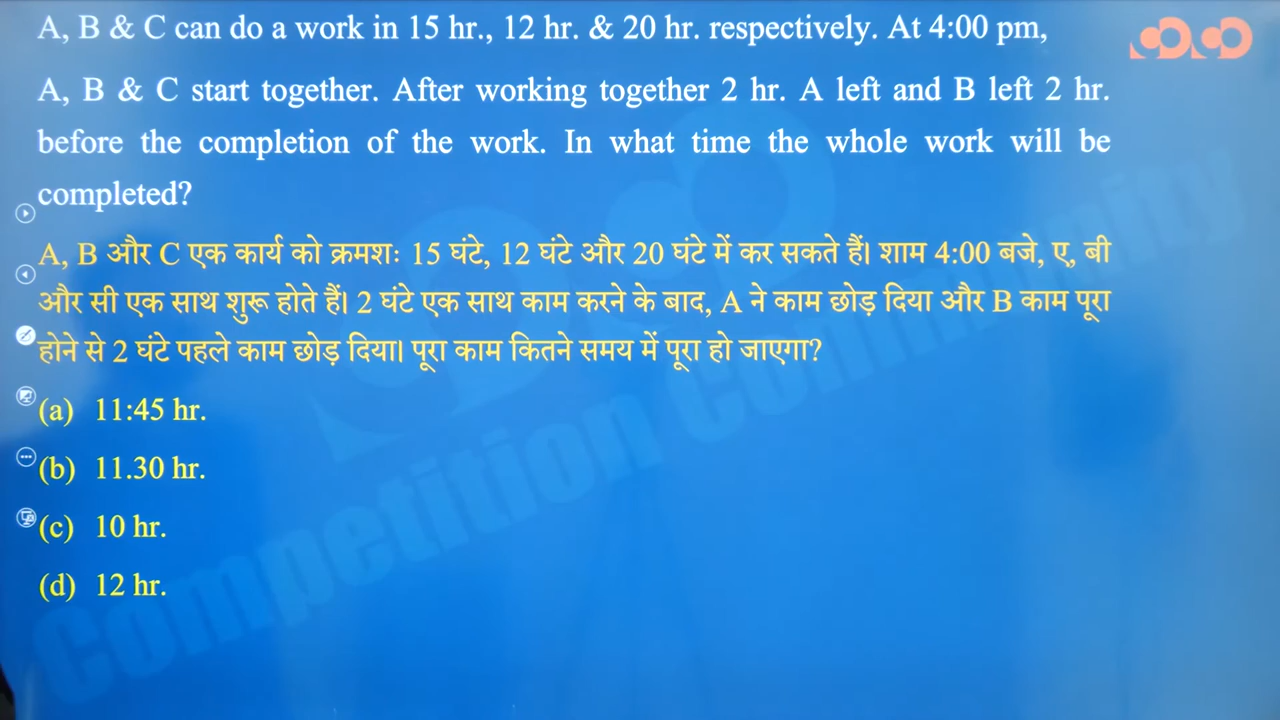 A, B & C can do a work in 15 hr., 12 hr. & 20 hr. respectively. At 4:00 pm,
A, B & C start together. After working together 2 hr. A left and B left 2 hr.
before the completion of the work. In what time the whole work will be
completed?
A, B और C एक कार्य को क्रमशः 15 घंटे, 12 घंटे और 20 घंटे में कर सकते हैं। शाम 4:00 बजे, ए, बी
और सी एक साथ शुरू होते हैं। 2 घंटे एक साथ काम करने के बाद, A ने काम छोड़ दिया और B काम पूरा
होने से 2 घंटे पहले काम छोड़ दिया। पूरा काम कितने समय में पूरा हो जाएगा?
(a) 11:45 hr.
(b) 11.30 hr.
(c) 10 hr.
(d) 12 hr.
Competition Community